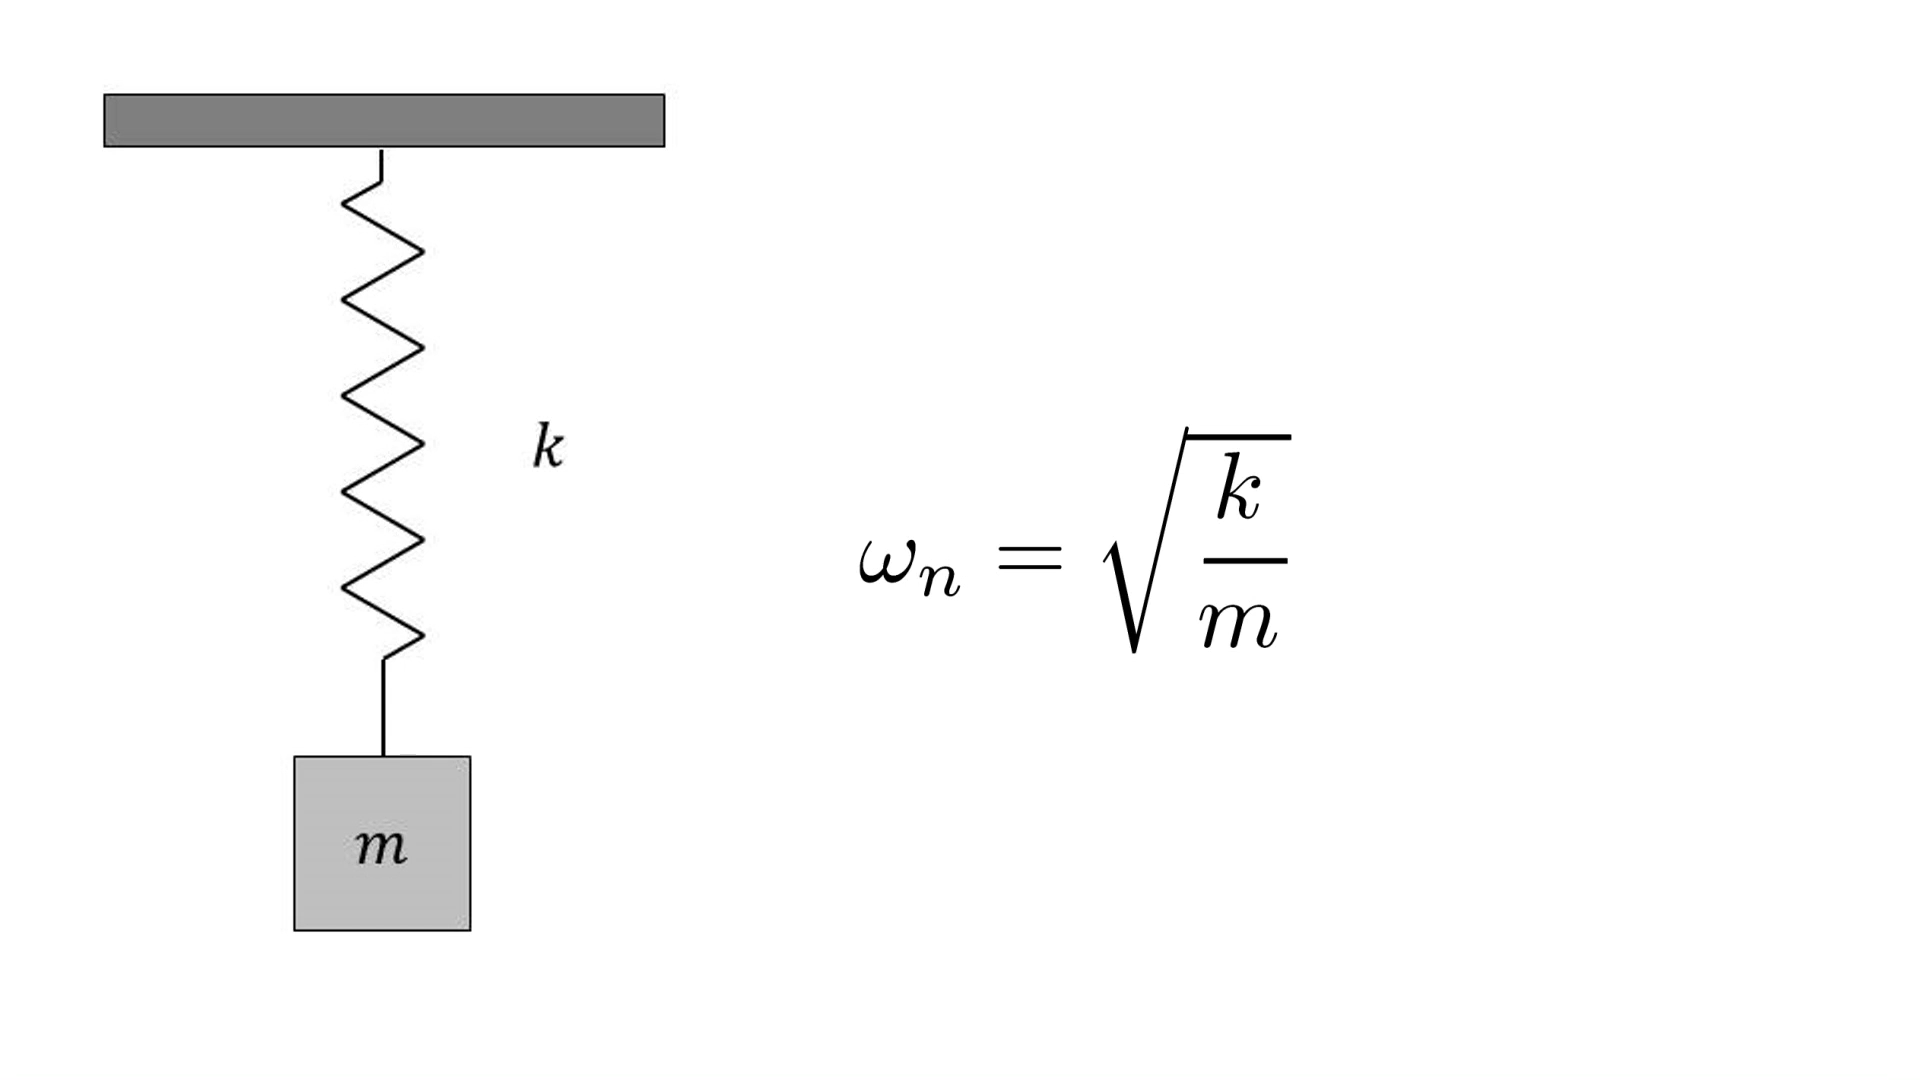 k
ωₙ = √(k/m)
m